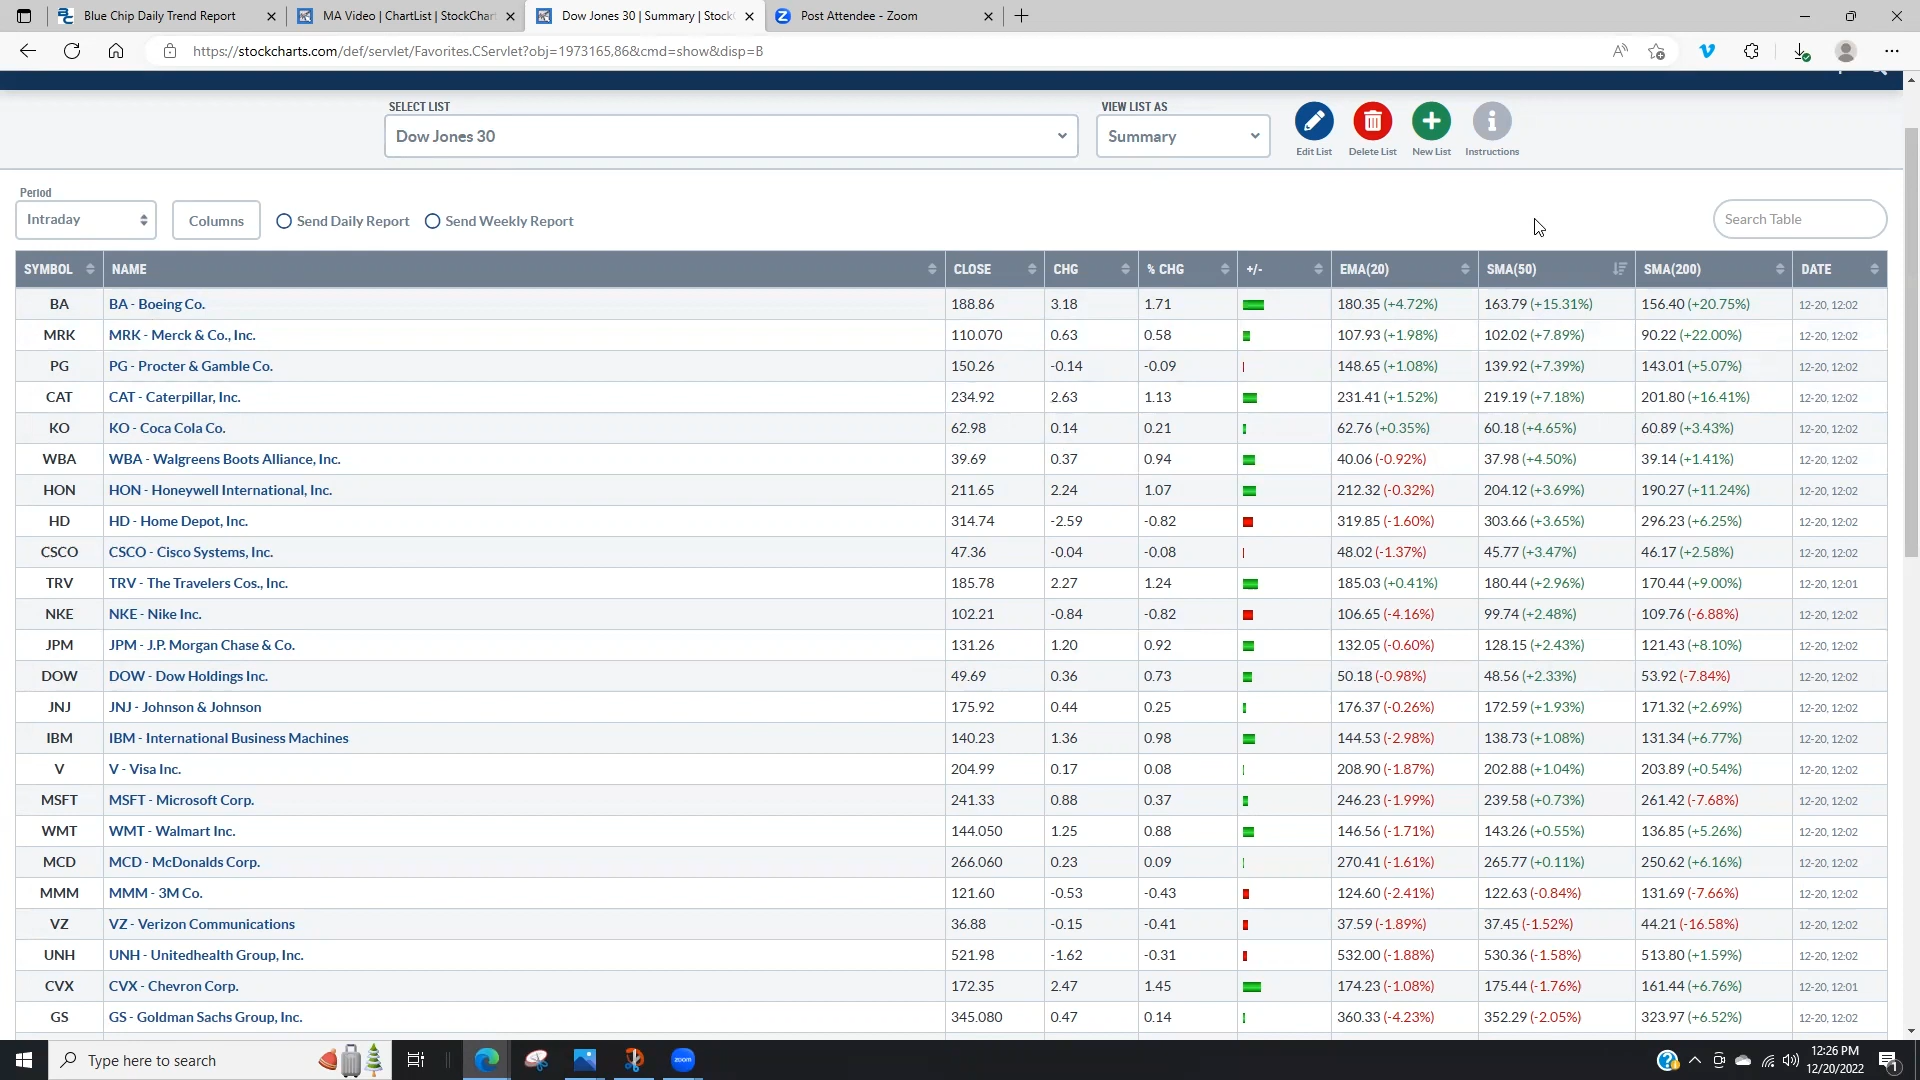 Blue Chip Daily Trend Report
MA Video | ChartList | StockChar
Dow Jones 30 | Summary | Stock
Post Attendee - Zoom
https://stockcharts.com/def/servlet/Favorites.CServlet?obj=1973165,86&cmd=show&disp=B
SELECT LIST
VIEW LIST AS
Dow Jones 30
Summary
Edit List
Delete List
New List
Instructions
Period
Intraday
Columns
Send Daily Report
Send Weekly Report
Search Table
SYMBOL NAME CLOSE CHG % CHG +/- EMA(20) SMA(50) SMA(200) DATE
BA BA - Boeing Co. 188.86 3.18 1.71 180.35 (+4.72%) 163.79 (+15.31%) 156.40 (+20.75%) 12-20, 12:02
MRK MRK - Merck & Co., Inc. 110.070 0.63 0.58 107.93 (+1.98%) 102.02 (+7.89%) 90.22 (+22.00%) 12-20, 12:02
PG PG - Procter & Gamble Co. 150.26 -0.14 -0.09 148.65 (+1.08%) 139.92 (+7.39%) 143.01 (+5.07%) 12-20, 12:02
CAT CAT - Caterpillar, Inc. 234.92 2.63 1.13 231.41 (+1.52%) 219.19 (+7.18%) 201.80 (+16.41%) 12-20, 12:02
KO KO - Coca Cola Co. 62.98 0.14 0.21 62.76 (+0.35%) 60.18 (+4.65%) 60.89 (+3.43%) 12-20, 12:02
WBA WBA - Walgreens Boots Alliance, Inc. 39.69 0.37 0.94 40.06 (-0.92%) 37.98 (+4.50%) 39.14 (+1.41%) 12-20, 12:02
HON HON - Honeywell International, Inc. 211.65 2.24 1.07 212.32 (-0.32%) 204.12 (+3.69%) 190.27 (+11.24%) 12-20, 12:02
HD HD - Home Depot, Inc. 314.74 -2.59 -0.82 319.85 (-1.60%) 303.66 (+3.65%) 296.23 (+6.25%) 12-20, 12:02
CSCO CSCO - Cisco Systems, Inc. 47.36 -0.04 -0.08 48.02 (-1.37%) 45.77 (+3.47%) 46.17 (+2.58%) 12-20, 12:02
TRV TRV - The Travelers Cos., Inc. 185.78 2.27 1.24 185.03 (+0.41%) 180.44 (+2.96%) 170.44 (+9.00%) 12-20, 12:01
NKE NKE - Nike Inc. 102.21 -0.84 -0.82 106.65 (-4.16%) 99.74 (+2.48%) 109.76 (-6.88%) 12-20, 12:02
JPM JPM - J.P. Morgan Chase & Co. 131.26 1.20 0.92 132.05 (-0.60%) 128.15 (+2.43%) 121.43 (+8.10%) 12-20, 12:02
DOW DOW - Dow Holdings Inc. 49.69 0.36 0.73 50.18 (-0.98%) 48.56 (+2.33%) 53.92 (-7.84%) 12-20, 12:02
JNJ JNJ - Johnson & Johnson 175.92 0.44 0.25 176.37 (-0.26%) 172.59 (+1.93%) 171.32 (+2.69%) 12-20, 12:02
IBM IBM - International Business Machines 140.23 1.36 0.98 144.53 (-2.98%) 138.73 (+1.08%) 131.34 (+6.77%) 12-20, 12:02
V V - Visa Inc. 204.99 0.17 0.08 208.90 (-1.87%) 202.88 (+1.04%) 203.89 (+0.54%) 12-20, 12:02
MSFT MSFT - Microsoft Corp. 241.33 0.88 0.37 246.23 (-1.99%) 239.58 (+0.73%) 261.42 (-7.68%) 12-20, 12:02
WMT WMT - Walmart Inc. 144.050 1.25 0.88 146.56 (-1.71%) 143.26 (+0.55%) 136.85 (+5.26%) 12-20, 12:02
MCD MCD - McDonalds Corp. 266.060 0.23 0.09 270.41 (-1.61%) 265.77 (+0.11%) 250.62 (+6.16%) 12-20, 12:02
MMM MMM - 3M Co. 121.60 -0.53 -0.43 124.60 (-2.41%) 122.63 (-0.84%) 131.69 (-7.66%) 12-20, 12:02
VZ VZ - Verizon Communications 36.88 -0.15 -0.41 37.59 (-1.89%) 37.45 (-1.52%) 44.21 (-16.58%) 12-20, 12:02
UNH UNH - Unitedhealth Group, Inc. 521.98 -1.62 -0.31 532.00 (-1.88%) 530.36 (-1.58%) 513.80 (+1.59%) 12-20, 12:02
CVX CVX - Chevron Corp. 172.35 2.47 1.45 174.23 (-1.08%) 175.44 (-1.76%) 161.44 (+6.76%) 12-20, 12:01
GS GS - Goldman Sachs Group, Inc. 345.080 0.47 0.14 360.33 (-4.23%) 352.29 (-2.05%) 323.97 (+6.52%) 12-20, 12:02
Type here to search
zoom
12:26 PM
12/20/2022
1